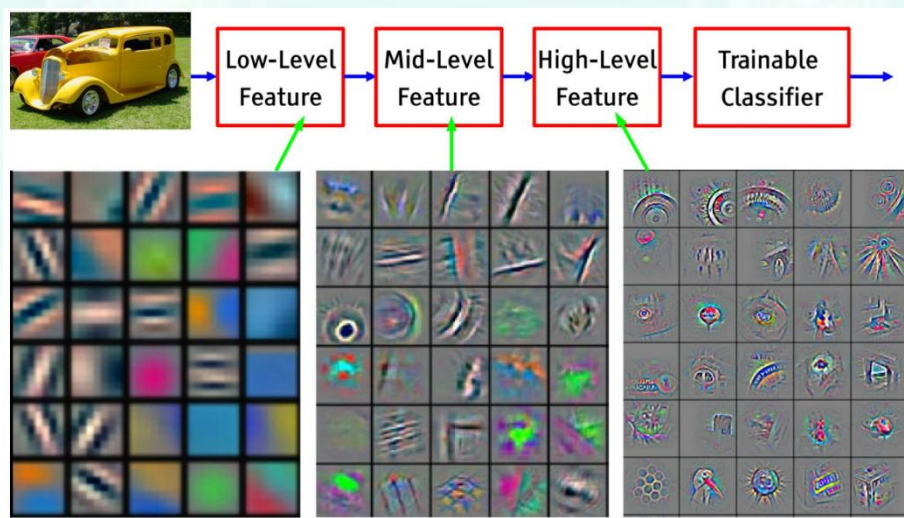 Low-Level
Feature
Mid-Level
Feature
High-Level
Feature
Trainable
Classifier